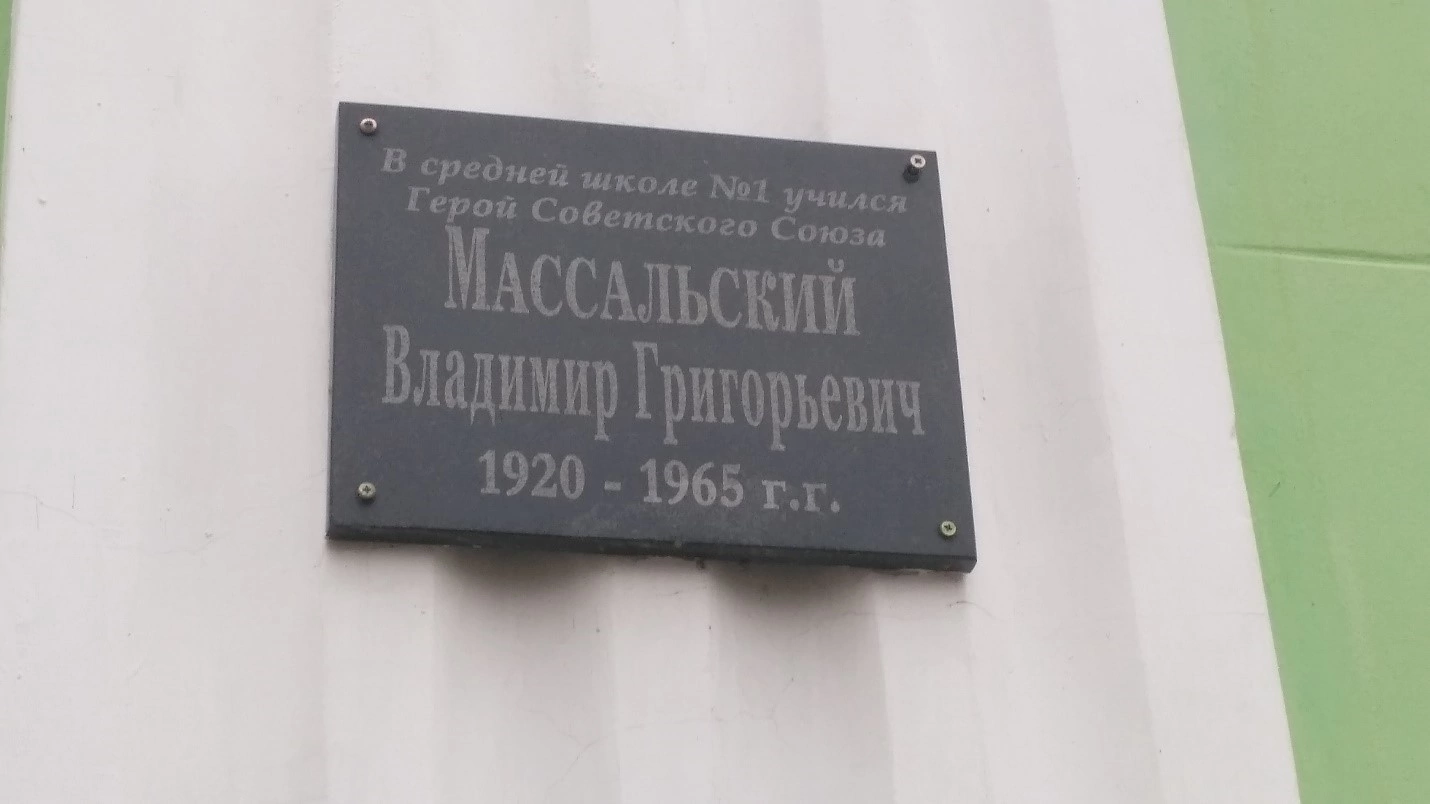 В средней школе №1 учился
Герой Советского Союза
Массальский
Владимир Григорьевич
1920 - 1965 г.г.